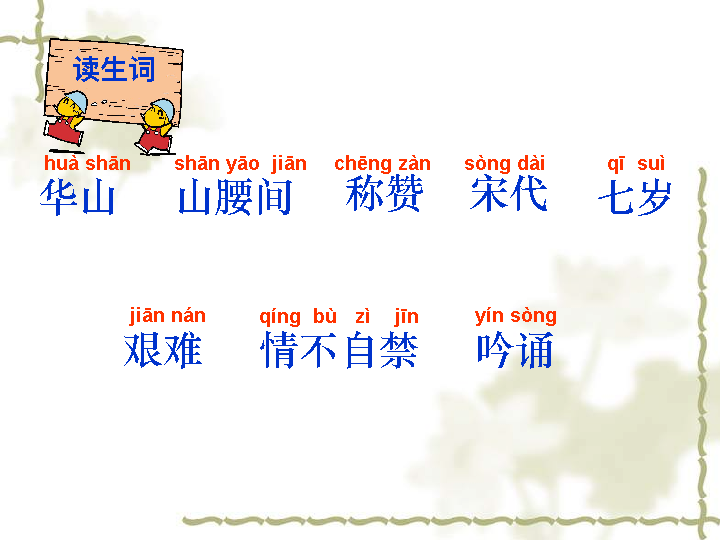 读生词
huà shān  shān yāo jiān  chēng zàn  sòng dài  qī suì
华山  山腰间  称赞  宋代  七岁
jiān nán  qíng bù zì jīn  yín sòng
艰难  情不自禁  吟诵